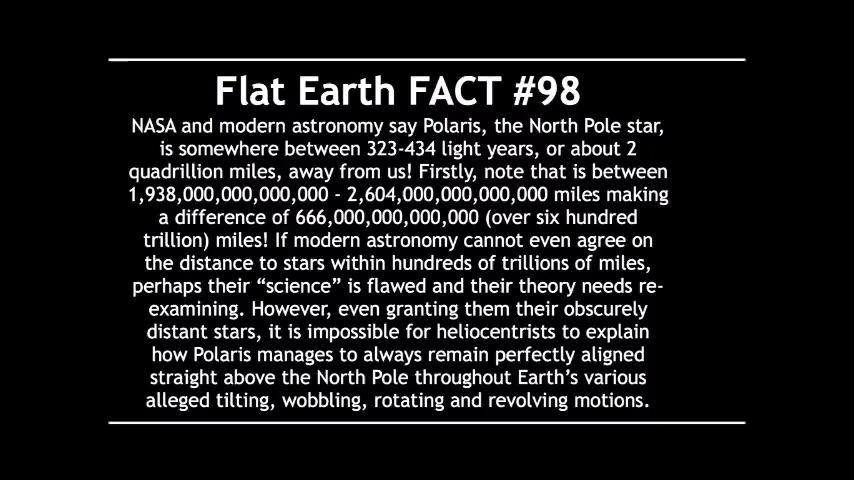 Flat Earth FACT #98
NASA and modern astronomy say Polaris, the North Pole star,
is somewhere between 323-434 light years, or about 2
quadrillion miles, away from us! Firstly, note that is between
1,938,000,000,000,000 - 2,604,000,000,000,000 miles making
a difference of 666,000,000,000,000 (over six hundred
trillion) miles! If modern astronomy cannot even agree on
the distance to stars within hundreds of trillions of miles,
perhaps their “science” is flawed and their theory needs re-
examining. However, even granting them their obscurely
distant stars, it is impossible for heliocentrists to explain
how Polaris manages to always remain perfectly aligned
straight above the North Pole throughout Earth’s various
alleged tilting, wobbling, rotating and revolving motions.